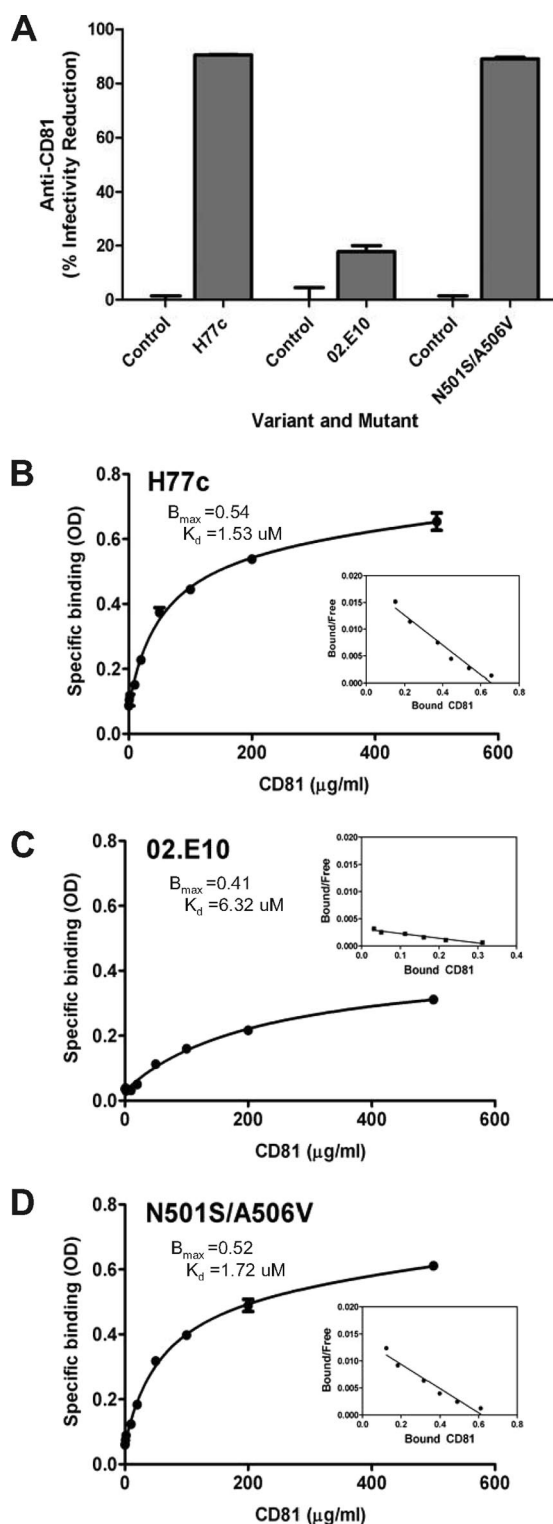 A
Anti-CD81
(% Infectivity Reduction)
100
80
60
40
20
0
Control
H77c
Control
02.E10
Control
N501S/A506V
Variant and Mutant
B
H77c
Bmax=0.54
Kd =1.53 uM
Specific binding (OD)
0.8
0.6
0.4
0.2
0.0
0
200
400
600
CD81 (μg/ml)
Bound/Free
0.020
0.015
0.010
0.005
0.000
0.0
0.2
0.4
0.6
0.8
Bound CD81
C
02.E10
Bmax=0.41
Kd =6.32 uM
Specific binding (OD)
0.8
0.6
0.4
0.2
0.0
0
200
400
600
CD81 (μg/ml)
Bound/Free
0.020
0.015
0.010
0.005
0.000
0.0
0.1
0.2
0.3
0.4
Bound CD81
D
N501S/A506V
Bmax=0.52
Kd =1.72 uM
Specific binding (OD)
0.8
0.6
0.4
0.2
0.0
0
200
400
600
CD81 (μg/ml)
Bound/Free
0.020
0.015
0.010
0.005
0.000
0.0
0.2
0.4
0.6
0.8
Bound CD81